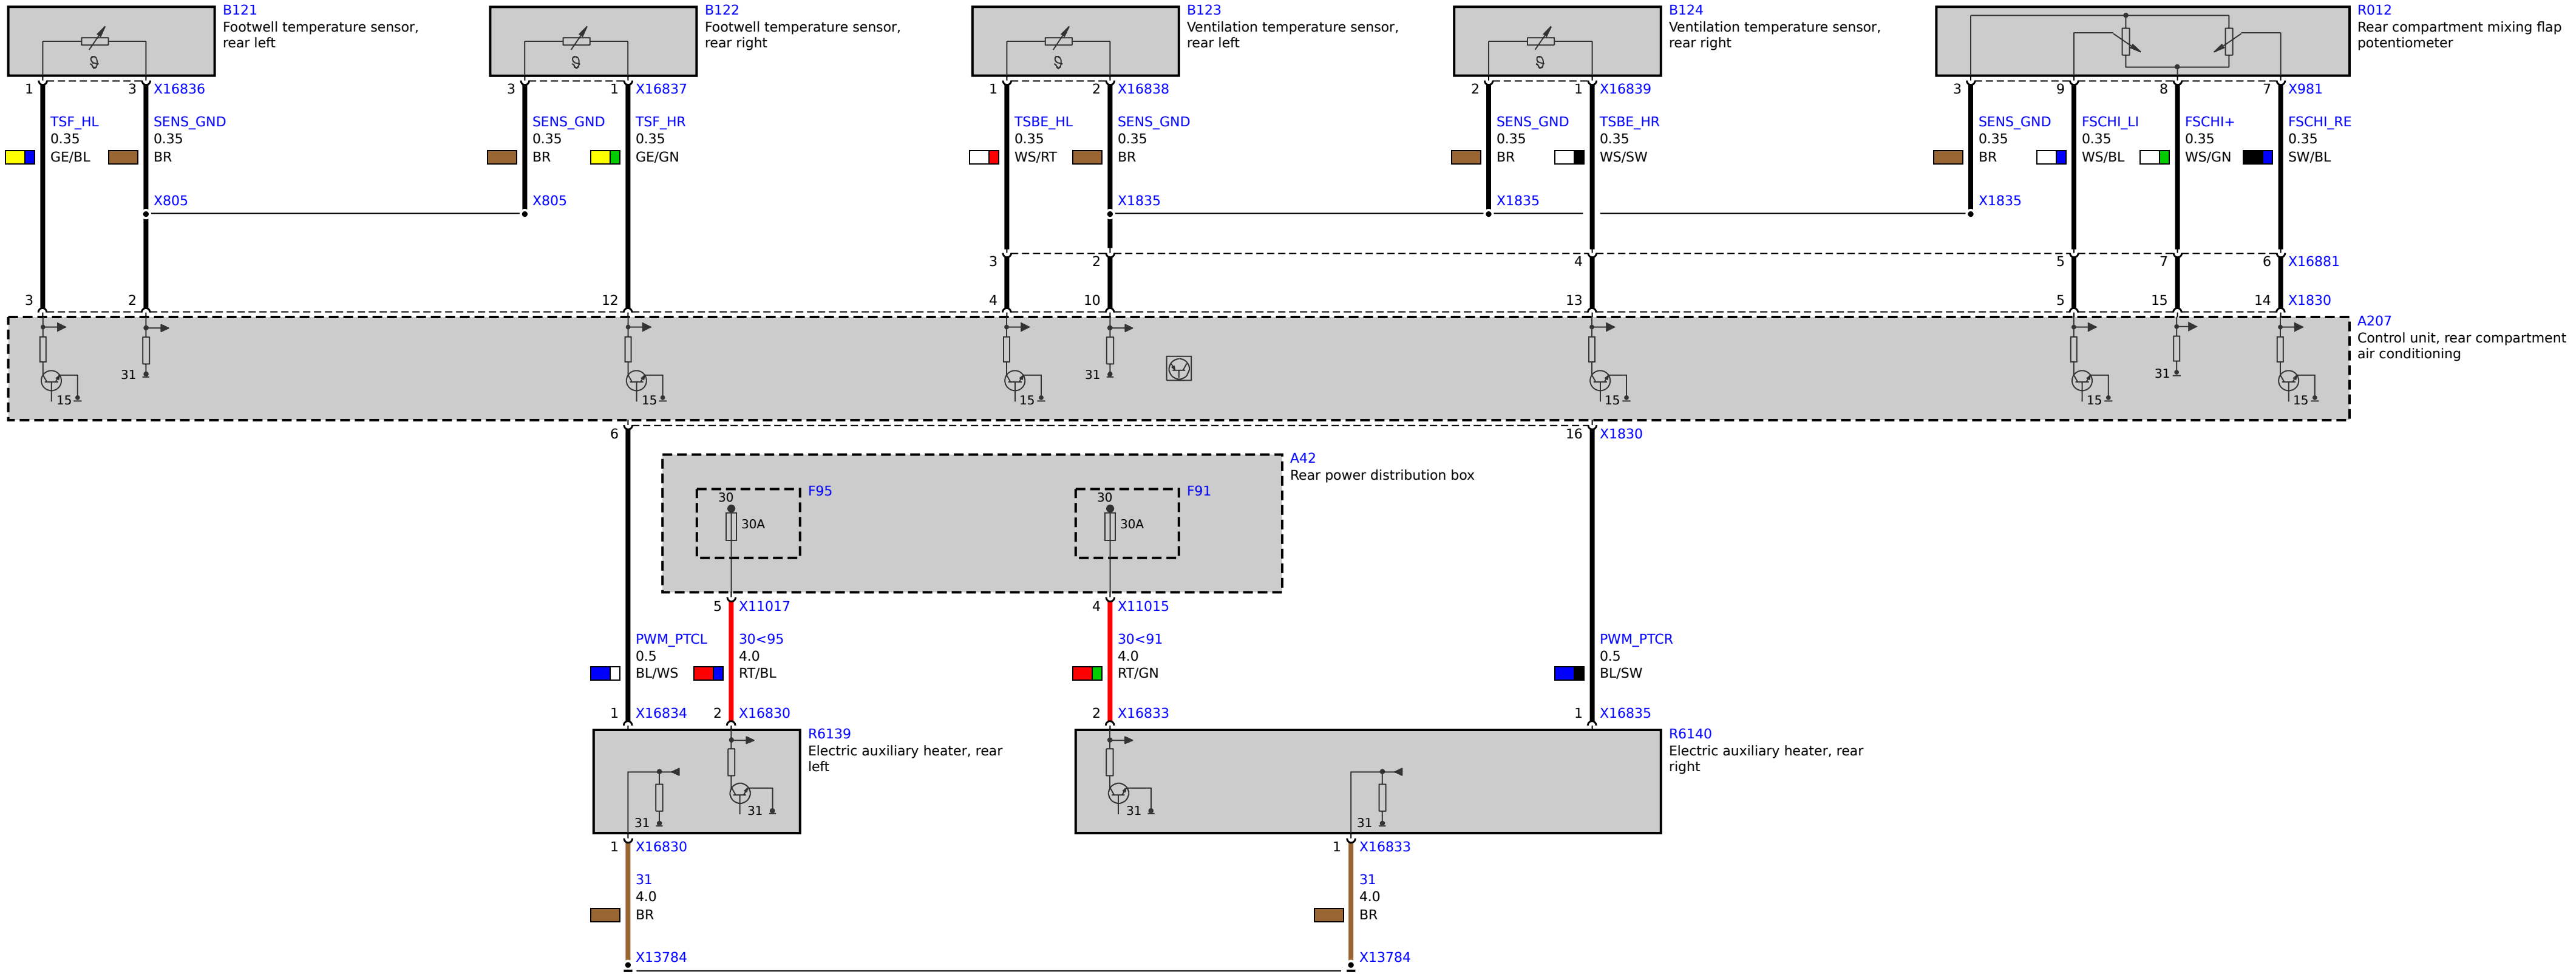 B121
Footwell temperature sensor,
rear left
B122
Footwell temperature sensor,
rear right
B123
Ventilation temperature sensor,
rear left
B124
Ventilation temperature sensor,
rear right
R012
Rear compartment mixing flap
potentiometer
ϑ ϑ ϑ ϑ
1 3 X16836 3 1 X16837 1 2 X16838 2 1 X16839 3 9 8 7 X981
TSF_HL SENS_GND SENS_GND TSF_HR TSBE_HL SENS_GND SENS_GND TSBE_HR SENS_GND FSCHI_LI FSCHI+ FSCHI_RE
0.35 0.35 0.35 0.35 0.35 0.35 0.35 0.35 0.35 0.35 0.35 0.35
GE/BL BR BR GE/GN WS/RT BR BR WS/SW BR WS/BL WS/GN SW/BL
X805 X805 X1835 X1835 X1835
3 2 4 5 7 6 X16881
3 2 12 4 10 13 5 15 14 X1830
A207
Control unit, rear compartment
air conditioning
31 31 31
15 15 15 15 15 15
6 16 X1830
A42
Rear power distribution box
30 F95 30 F91
30A 30A
5 X11017 4 X11015
PWM_PTCL 30<95 30<91 PWM_PTCR
0.5 4.0 4.0 0.5
BL/WS RT/BL RT/GN BL/SW
1 X16834 2 X16830 2 X16833 1 X16835
R6139
Electric auxiliary heater, rear
left
R6140
Electric auxiliary heater, rear
right
31 31
31 31
1 X16830 1 X16833
31 31
4.0 4.0
BR BR
X13784 X13784